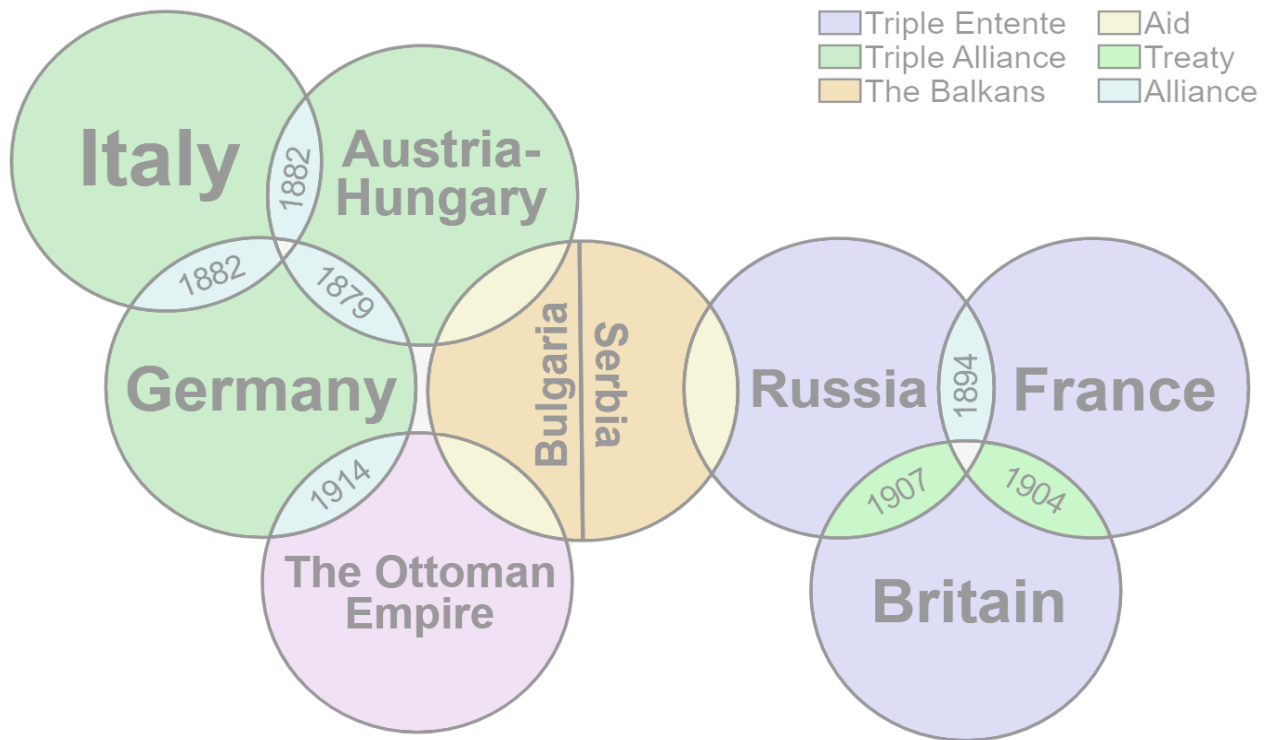 Triple Entente
Aid
Triple Alliance
Treaty
The Balkans
Alliance
Italy
Austria-
Hungary
1882
1882
1879
Germany
Bulgaria
Serbia
Russia
1894
France
1914
1907
1904
The Ottoman
Empire
Britain